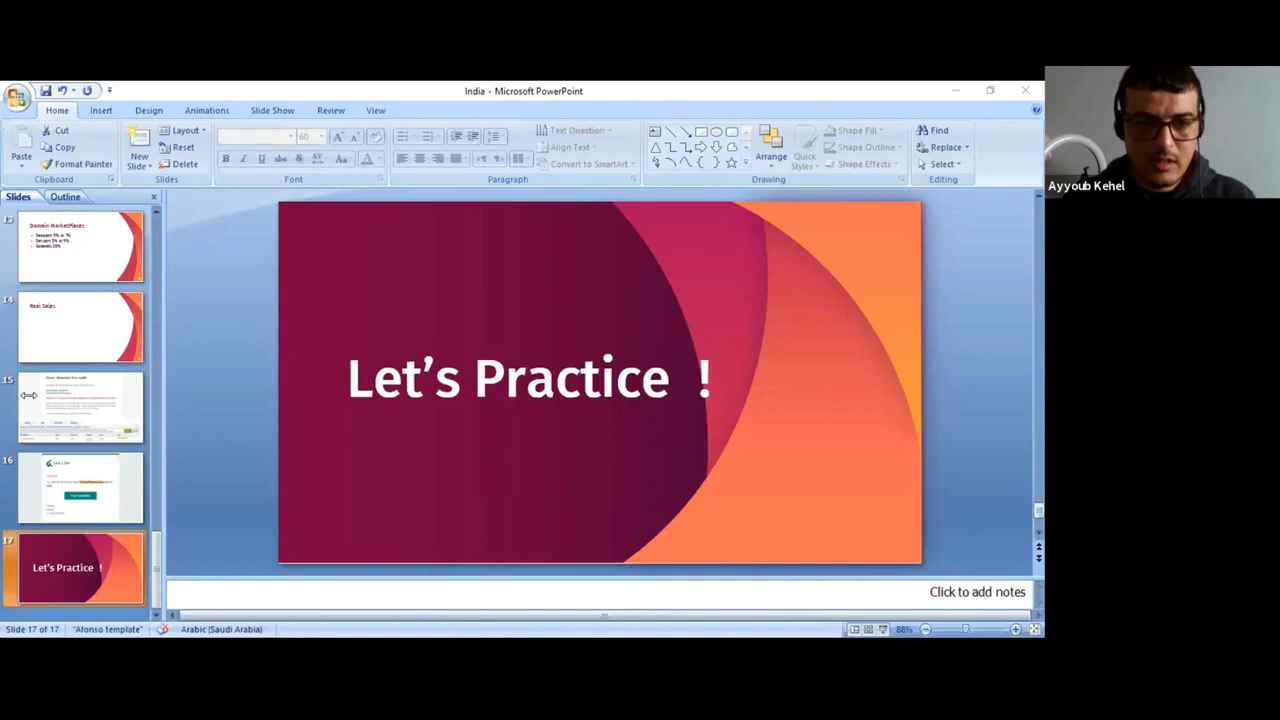 India - Microsoft PowerPoint
Home Insert Design Animations Slide Show Review View
Paste Cut Copy Format Painter
Clipboard
New Slide Layout Reset Delete
Slides
60
Font
Text Direction Align Text Convert to SmartArt
Paragraph
Arrange Quick Styles Shape Fill Shape Outline Shape Effects
Drawing
Find Replace Select
Editing
Ayyoub Kehel
Slides Outline
13
Domain MarketPlaces
14
Real Sales
15
16
17
Let's Practice !
Let’s Practice !
Click to add notes
Slide 17 of 17 "Afonso template" Arabic (Saudi Arabia) 88%